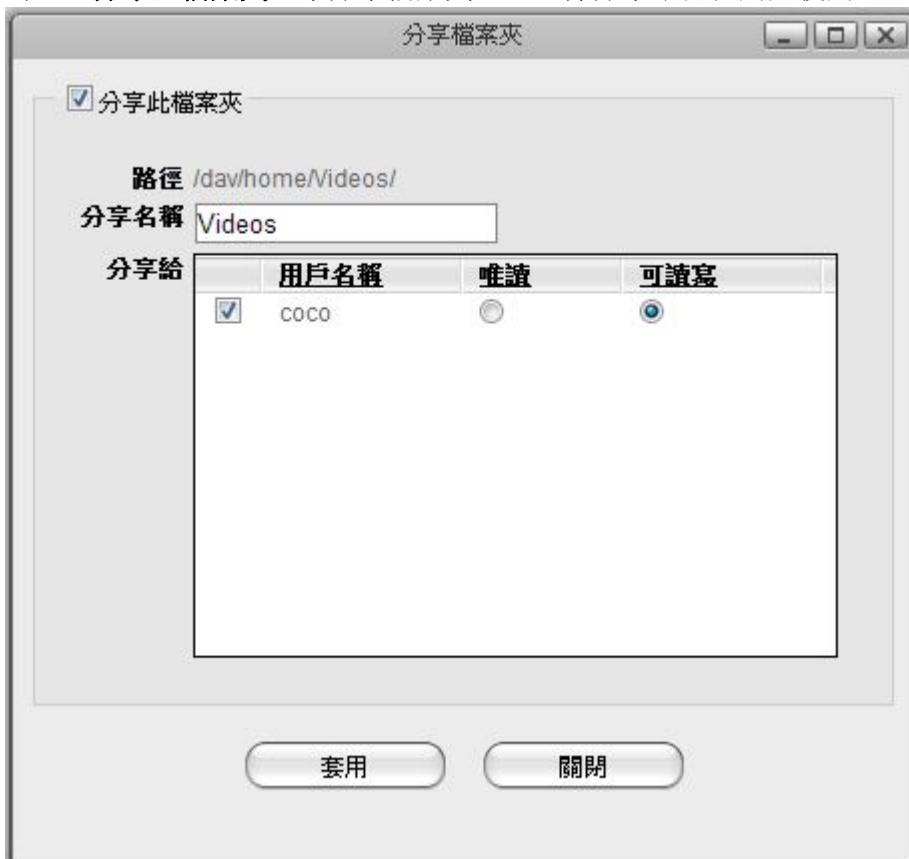 分享檔案夾
分享此檔案夾
路徑 /dav/home/Videos/
分享名稱 Videos
分享給 用戶名稱 唯讀 可讀寫
coco
套用 關閉